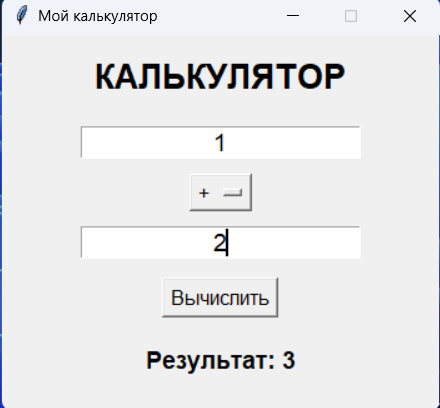 Мой калькулятор
КАЛЬКУЛЯТОР
1
+
2
Вычислить
Результат: 3